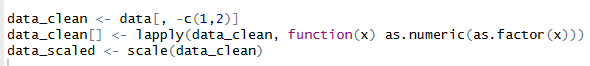 data_clean <- data[, -c(1,2)]
data_clean[] <- lapply(data_clean, function(x) as.numeric(as.factor(x)))
data_scaled <- scale(data_clean)